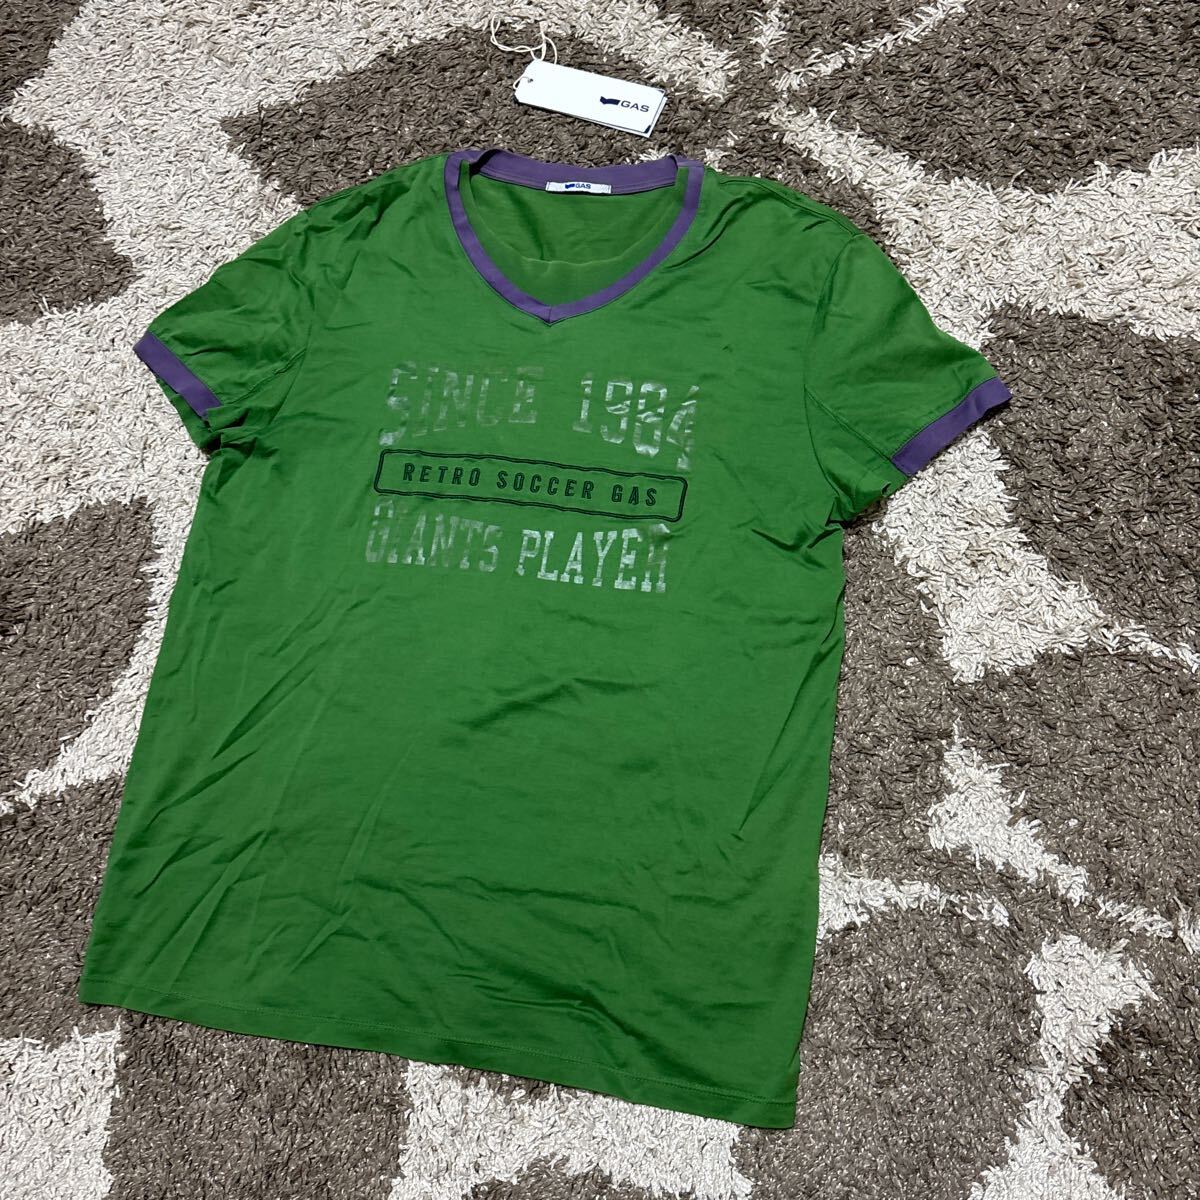 GAS
GAS
SINCE 1984
RETRO SOCCER GAS
GIANTS PLAYER